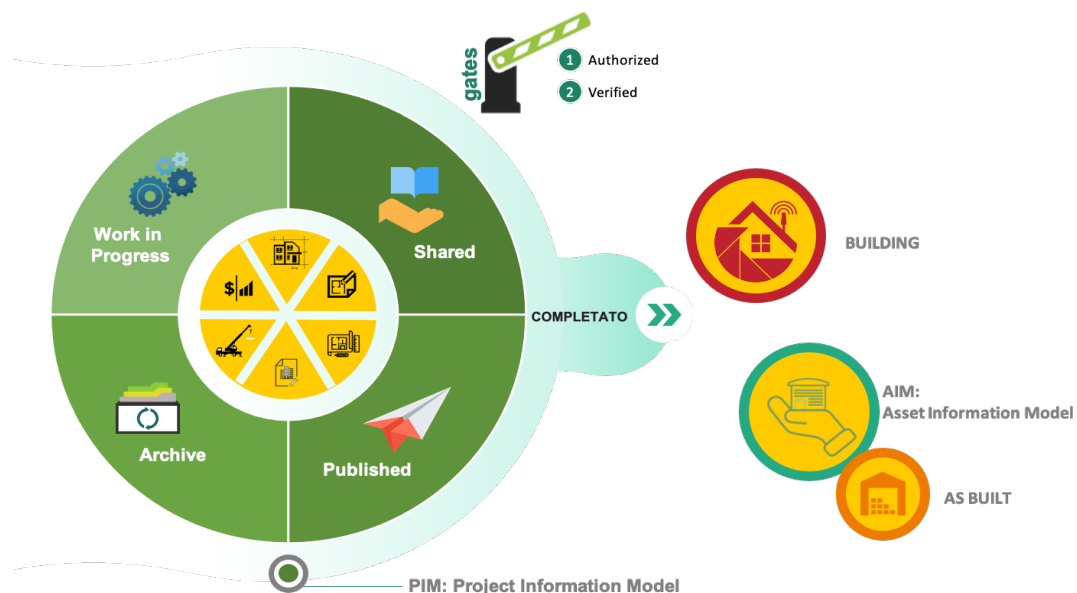 gates
1 Authorized
2 Verified
Work in
Progress
Shared
$
BUILDING
COMPLETATO
AIM:
Asset Information Model
Archive
Published
AS BUILT
PIM: Project Information Model